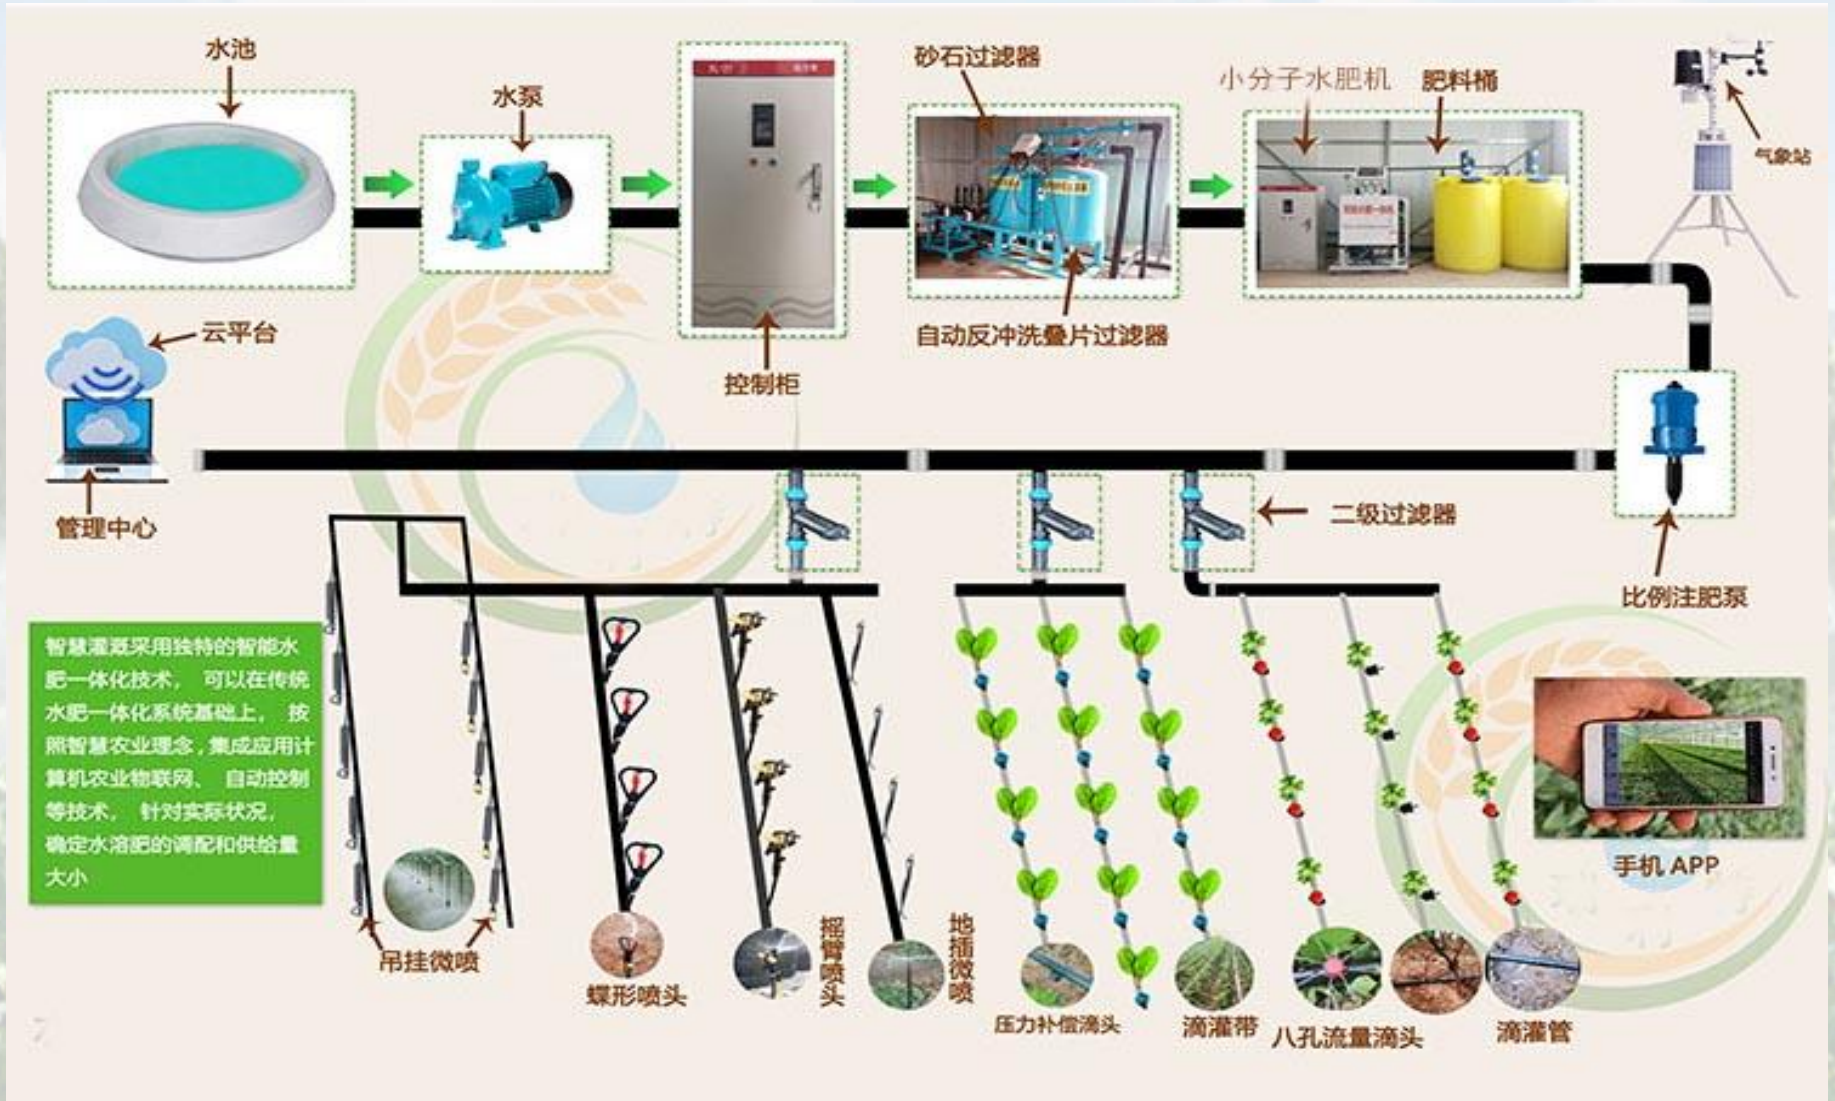 水池
水泵
砂石过滤器
小分子水肥机
肥料桶
气象站
云平台
控制柜
自动反冲洗叠片过滤器
管理中心
二级过滤器
比例注肥泵
智慧灌溉采用独特的智能水
肥一体化技术， 可以在传统
水肥一体化系统基础上， 按
照智慧农业理念，集成应用计
算机农业物联网、 自动控制
等技术， 针对实际状况，
确定水溶肥的调配和供给量
大小
手机 APP
吊挂微喷
蝶形喷头
摇臂喷头
地插微喷
压力补偿滴头
滴灌带
八孔流量滴头
滴灌管